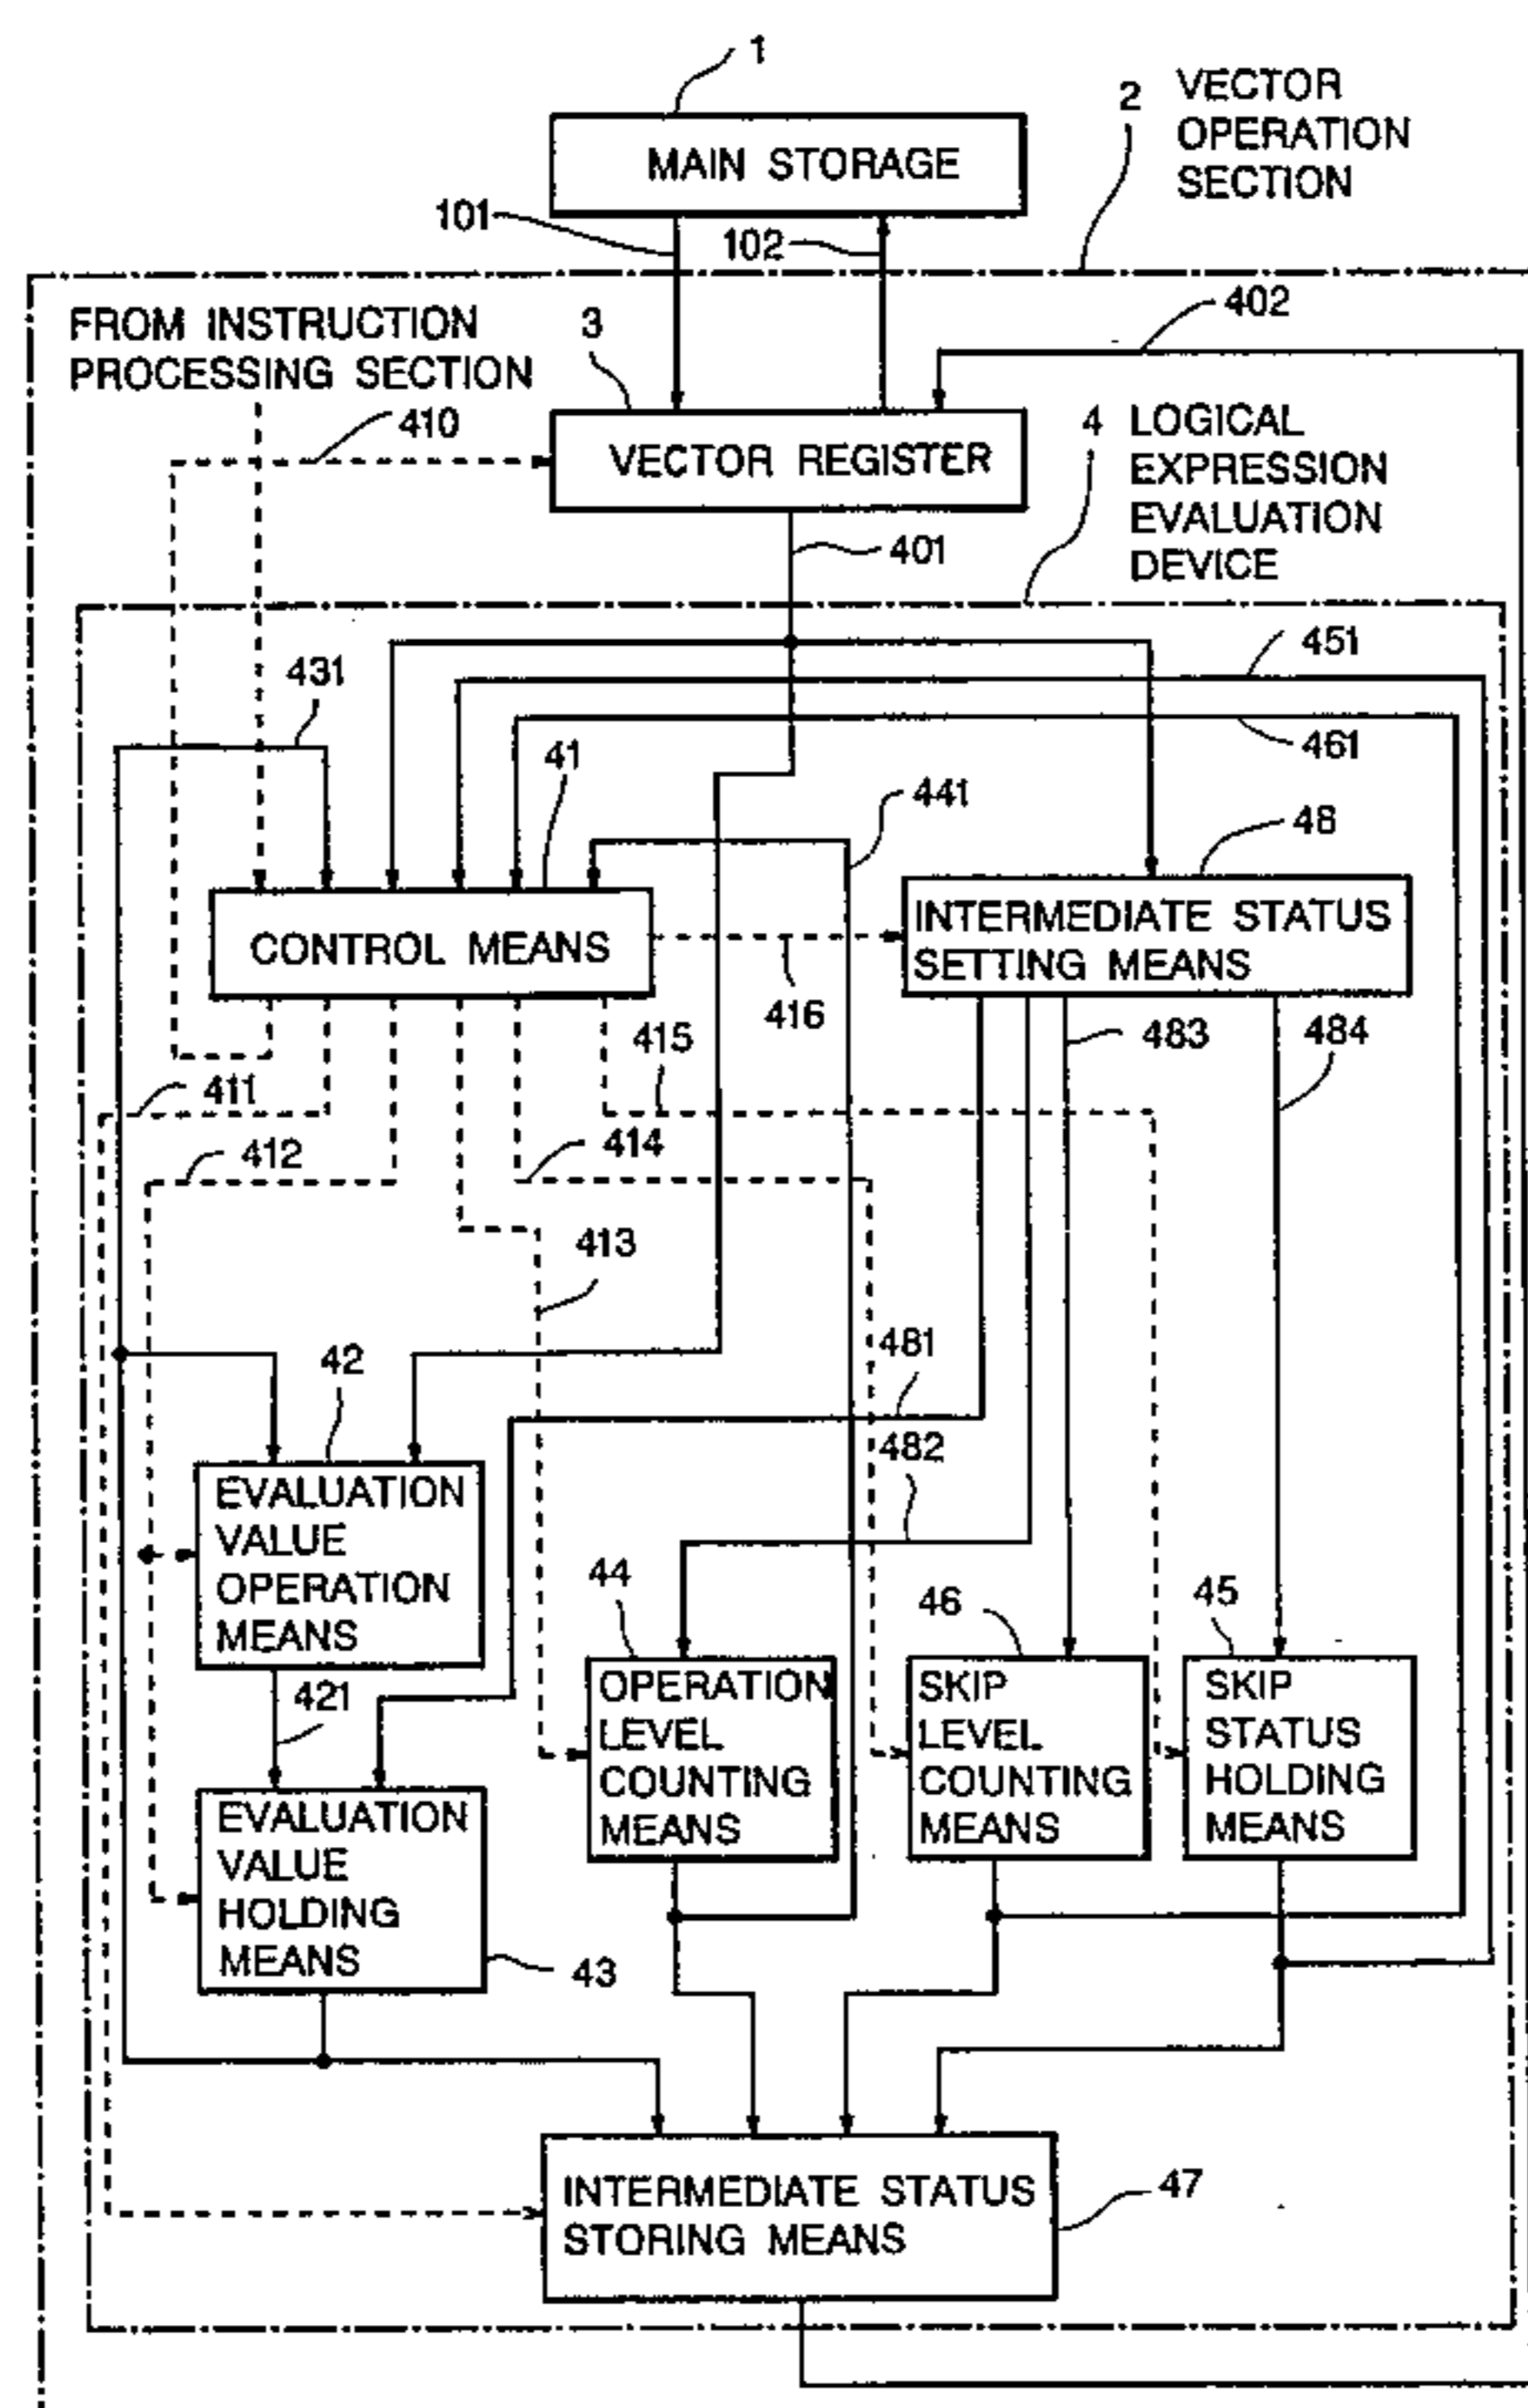 1
MAIN STORAGE
2 VECTOR
OPERATION
SECTION
101
102
FROM INSTRUCTION
PROCESSING SECTION
3
402
410
VECTOR REGISTER
4 LOGICAL
EXPRESSION
EVALUATION
DEVICE
401
431
451
461
41
441
48
CONTROL MEANS
INTERMEDIATE STATUS
SETTING MEANS
416
415
483
484
411
412
414
413
42
481
482
EVALUATION
VALUE
OPERATION
MEANS
44
46
45
421
OPERATION
LEVEL
COUNTING
MEANS
SKIP
LEVEL
COUNTING
MEANS
SKIP
STATUS
HOLDING
MEANS
EVALUATION
VALUE
HOLDING
MEANS
43
INTERMEDIATE STATUS
STORING MEANS
47